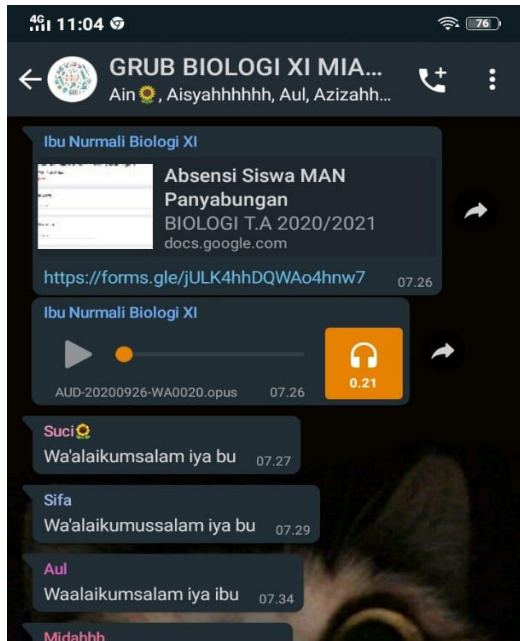 4G 11:04 76
GRUB BIOLOGI XI MIA...
Ain🌻, Aisyahhhhhh, Aul, Azizahh...
Ibu Nurmali Biologi XI
Absensi Siswa MAN
Panyabungan
BIOLOGI T.A 2020/2021
docs.google.com
https://forms.gle/jULK4hhDQWAo4hnw7 07.26
Ibu Nurmali Biologi XI
0.21
AUD-20200926-WA0020.opus 07.26
Suci🌻
Wa'alaikumsalam iya bu 07.27
Sifa
Wa'alaikumussalam iya bu 07.29
Aul
Waalaikumsalam iya ibu 07.34
Midahhh